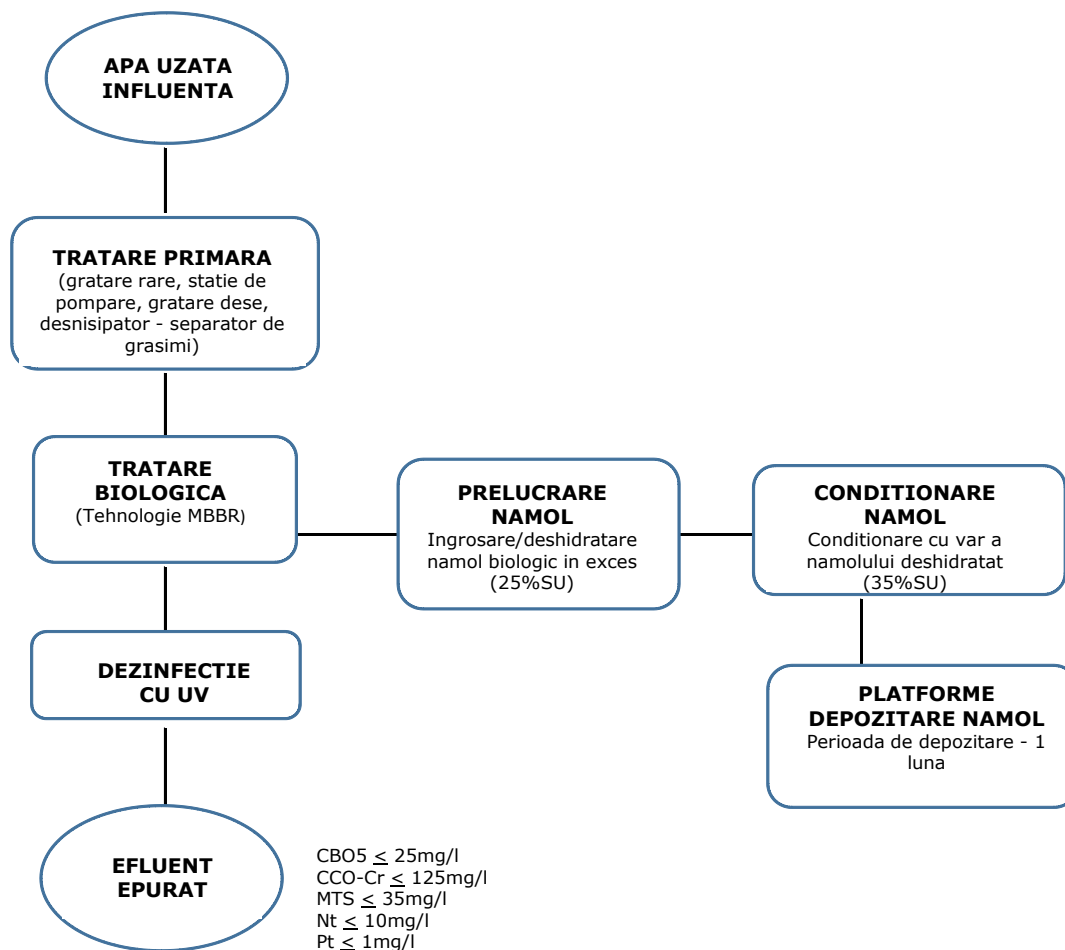 APA UZATA
INFLUENTA
TRATARE PRIMARA
(gratare rare, statie de
pompare, gratare dese,
desnisipator - separator de
grasimi)
TRATARE
BIOLOGICA
(Tehnologie MBBR)
PRELUCRARE
NAMOL
Ingrosare/deshidratare
namol biologic in exces
(25%SU)
CONDITIONARE
NAMOL
Conditionare cu var a
namolului deshidratat
(35%SU)
DEZINFECTIE
CU UV
PLATFORME
DEPOZITARE NAMOL
Perioada de depozitare - 1
luna
EFLUENT
EPURAT
CBO5 ≤ 25mg/l
CCO-Cr ≤ 125mg/l
MTS ≤ 35mg/l
Nt ≤ 10mg/l
Pt ≤ 1mg/l